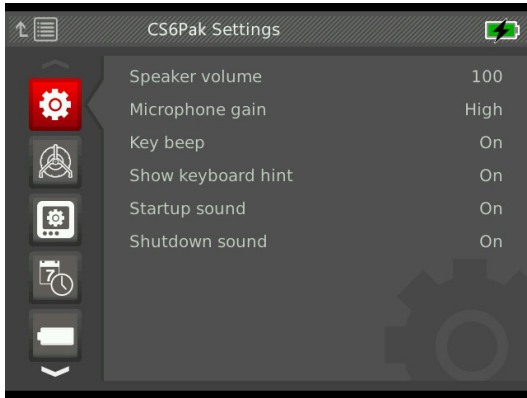 CS6Pak Settings
Speaker volume 100
Microphone gain High
Key beep On
Show keyboard hint On
Startup sound On
Shutdown sound On
7